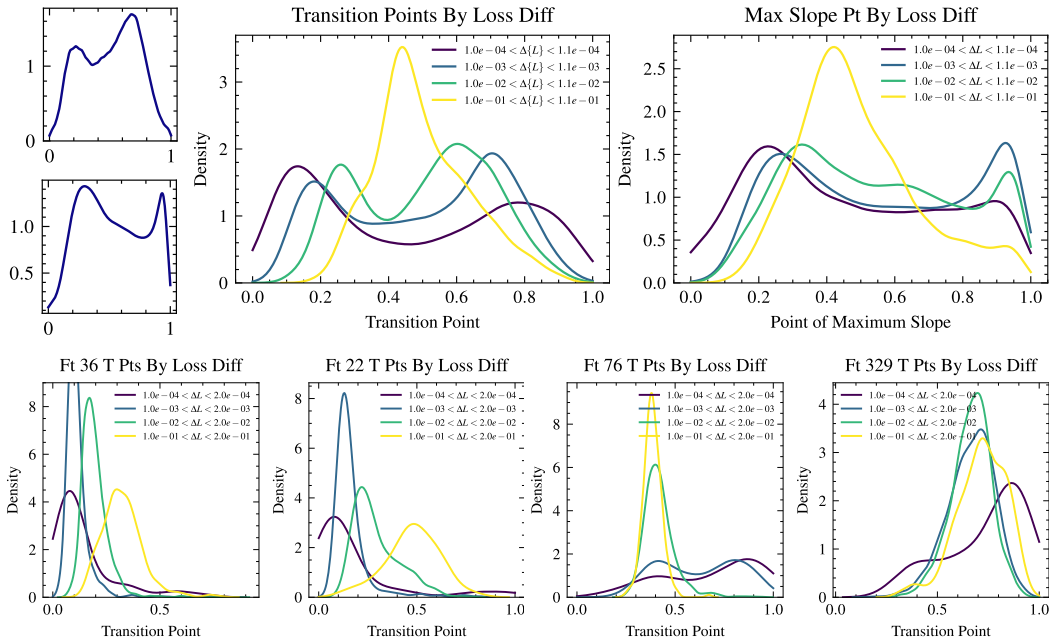 1
0
0
1
1.0
0.5
0
1
Transition Points By Loss Diff
1.0e−04 < Δ{L} < 1.1e−04
1.0e−03 < Δ{L} < 1.1e−03
1.0e−02 < Δ{L} < 1.1e−02
1.0e−01 < Δ{L} < 1.1e−01
Density
3
2
1
0
0.0 0.2 0.4 0.6 0.8 1.0
Transition Point
Max Slope Pt By Loss Diff
1.0e−04 < ΔL < 1.1e−04
1.0e−03 < ΔL < 1.1e−03
1.0e−02 < ΔL < 1.1e−02
1.0e−01 < ΔL < 1.1e−01
Density
2.5
2.0
1.5
1.0
0.5
0.0
0.0 0.2 0.4 0.6 0.8 1.0
Point of Maximum Slope
Ft 36 T Pts By Loss Diff
1.0e−04 < ΔL < 2.0e−04
1.0e−03 < ΔL < 2.0e−03
1.0e−02 < ΔL < 2.0e−02
1.0e−01 < ΔL < 2.0e−01
Density
8
6
4
2
0
0.0 0.5
Transition Point
Ft 22 T Pts By Loss Diff
1.0e−04 < ΔL < 2.0e−04
1.0e−03 < ΔL < 2.0e−03
1.0e−02 < ΔL < 2.0e−02
1.0e−01 < ΔL < 2.0e−01
Density
8
6
4
2
0
0.0 0.5 1.0
Transition Point
Ft 76 T Pts By Loss Diff
1.0e−04 < ΔL < 2.0e−04
1.0e−03 < ΔL < 2.0e−03
1.0e−02 < ΔL < 2.0e−02
1.0e−01 < ΔL < 2.0e−01
Density
8
6
4
2
0
0.0 0.5 1.0
Transition Point
Ft 329 T Pts By Loss Diff
1.0e−04 < ΔL < 2.0e−04
1.0e−03 < ΔL < 2.0e−03
1.0e−02 < ΔL < 2.0e−02
1.0e−01 < ΔL < 2.0e−01
Density
4
3
2
1
0
0.0 0.5 1.0
Transition Point